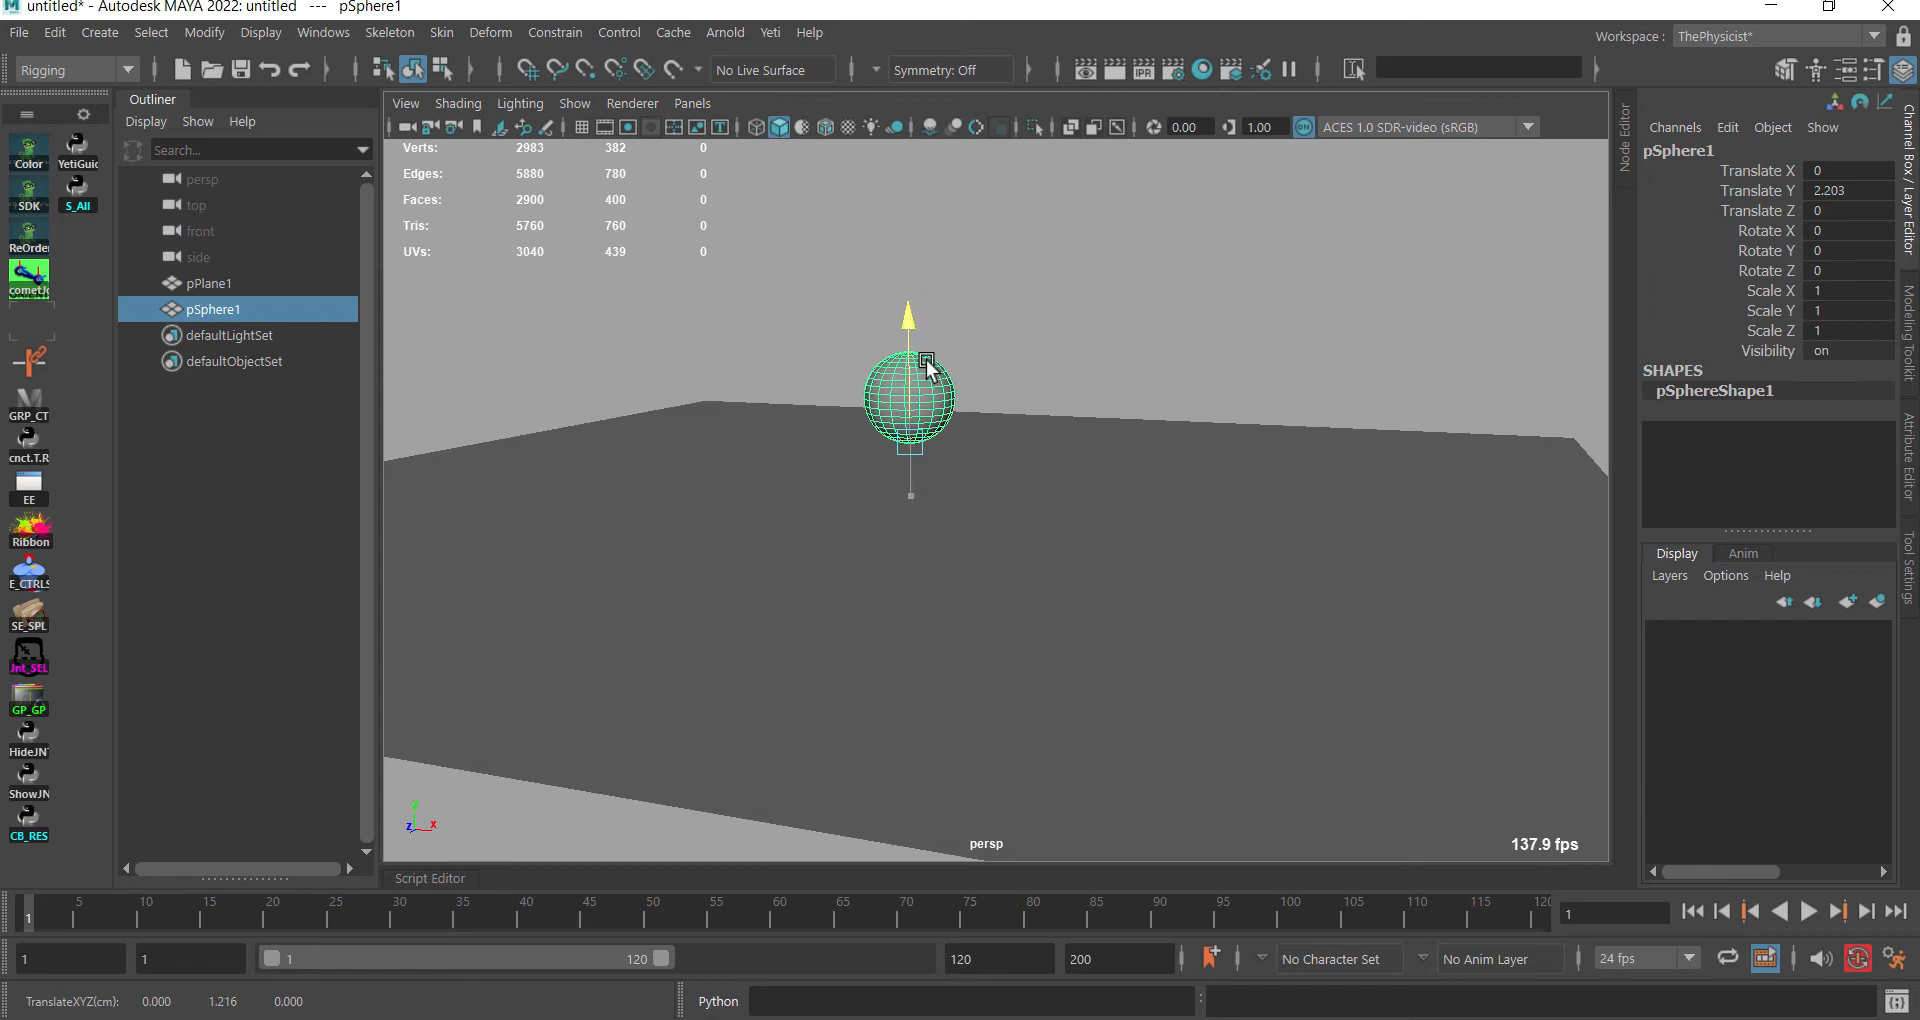 untitled* - Autodesk MAYA 2022: untitled --- pSphere1
File Edit Create Select Modify Display Windows Skeleton Skin Deform Constrain Control Cache Arnold Yeti Help
Workspace : ThePhysicist*
Rigging
No Live Surface
Symmetry: Off
IPR
Outliner
Display Show Help
Search...
persp
top
front
side
pPlane1
pSphere1
defaultLightSet
defaultObjectSet
Color
YetiGuid
SDK
S_All
ReOrde
cometJo
GRP_CT
cnct.T.R
EE
Ribbon
E_CTRLS
SE_SPL
Jnt_SEL
GP_GP
HideJN
ShowJN
CB_RES
View Shading Lighting Show Renderer Panels
0.00
1.00
ON
ACES 1.0 SDR-video (sRGB)
Verts: 2983 382 0
Edges: 5880 780 0
Faces: 2900 400 0
Tris: 5760 760 0
UVs: 3040 439 0
y
z
x
persp
137.9 fps
Script Editor
Node Editor
Channels Edit Object Show
pSphere1
Translate X 0
Translate Y 2.203
Translate Z 0
Rotate X 0
Rotate Y 0
Rotate Z 0
Scale X 1
Scale Y 1
Scale Z 1
Visibility on
SHAPES
pSphereShape1
Display Anim
Layers Options Help
Channel Box / Layer Editor
Modeling Toolkit
Attribute Editor
Tool Settings
1 5 10 15 20 25 30 35 40 45 50 55 60 65 70 75 80 85 90 95 100 105 110 115 120
1
1 1 1 120 120 200
No Character Set
No Anim Layer
24 fps
TranslateXYZ(cm): 0.000 1.216 0.000
Python